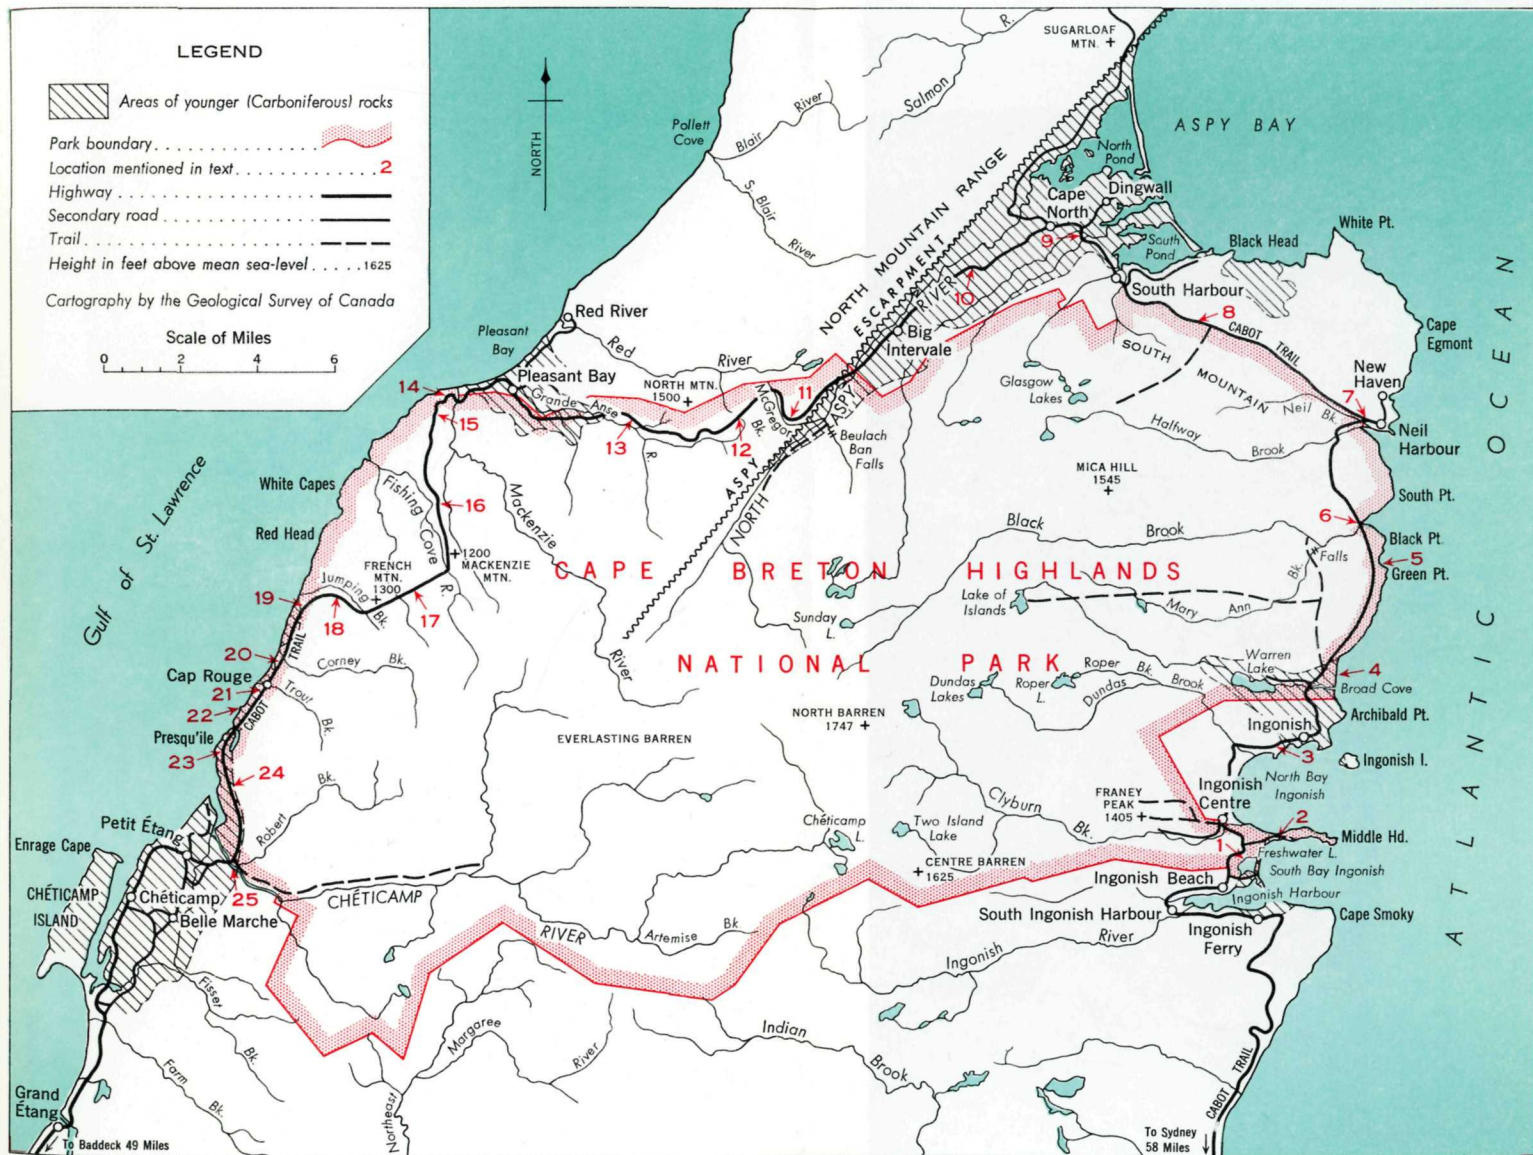 LEGEND
Areas of younger (Carboniferous) rocks
Park boundary
Location mentioned in text 2
Highway
Secondary road
Trail
Height in feet above mean sea-level 1625
Cartography by the Geological Survey of Canada
Scale of Miles
0 2 4 6
NORTH
SUGARLOAF
MTN.
R.
Salmon
Blair River
Pollett
Cove
S. Blair
River
ASPY BAY
North
Pond
Dingwall
Cape
North
9
South
Pond
Black Head
White Pt.
NORTH MOUNTAIN RANGE
ESCARPMENT
ASPY
NORTH
ASPY
RIVER
10
South Harbour
8
CABOT
TRAIL
Cape
Egmont
Big
Intervale
SOUTH
MOUNTAIN
New
Haven
7
Neil Bk.
Neil
Harbour
Glasgow
Lakes
Halfway
Brook
Red River
Pleasant
Bay
Red
River
14
Pleasant Bay
Grande Anse
R.
NORTH MTN.
1500
McGregor
Bk.
11
12
13
15
Beulach
Ban
Falls
MICA HILL
1545
South Pt.
Gulf of St. Lawrence
White Capes
Fishing
Cove
R.
16
Mackenzie
River
Red Head
1200
MACKENZIE
MTN.
FRENCH
MTN.
1300
Jumping
Bk.
17
18
19
Black
Brook
6
Black Pt.
5
Green Pt.
Falls
CAPE BRETON HIGHLANDS
NATIONAL PARK
Lake of
Islands
Mary Ann
Bk.
Sunday
L.
TRAIL
20
Corney Bk.
Cap Rouge
21
Trout
Bk.
22
CABOT
Presqu'ile
23
24
Warren
Lake
4
Broad Cove
Roper
Bk.
Dundas
Lakes
Roper
L.
Dundas
Brook
Archibald Pt.
Ingonish
3
Ingonish I.
NORTH BARREN
1747
EVERLASTING BARREN
North Bay
Ingonish
Ingonish
Centre
FRANEY
PEAK
1405
Clyburn
Bk.
2
Middle Hd.
1
Freshwater L.
South Bay Ingonish
Bk.
Robert
Chéticamp
L.
Two Island
Lake
CENTRE BARREN
1625
Ingonish Beach
Ingonish Harbour
Petit Étang
Enrage Cape
CHÉTICAMP
ISLAND
Chéticamp
25
Belle Marche
CHÉTICAMP
RIVER
Artemise Bk.
South Ingonish Harbour
Ingonish
River
Ingonish
Ferry
Cape Smoky
ATLANTIC OCEAN
Fisset
Bk.
Farm
Bk.
Margaree
River
Northeast
Indian
Brook
Grand
Étang
To Baddeck 49 Miles
CABOT TRAIL
To Sydney
58 Miles